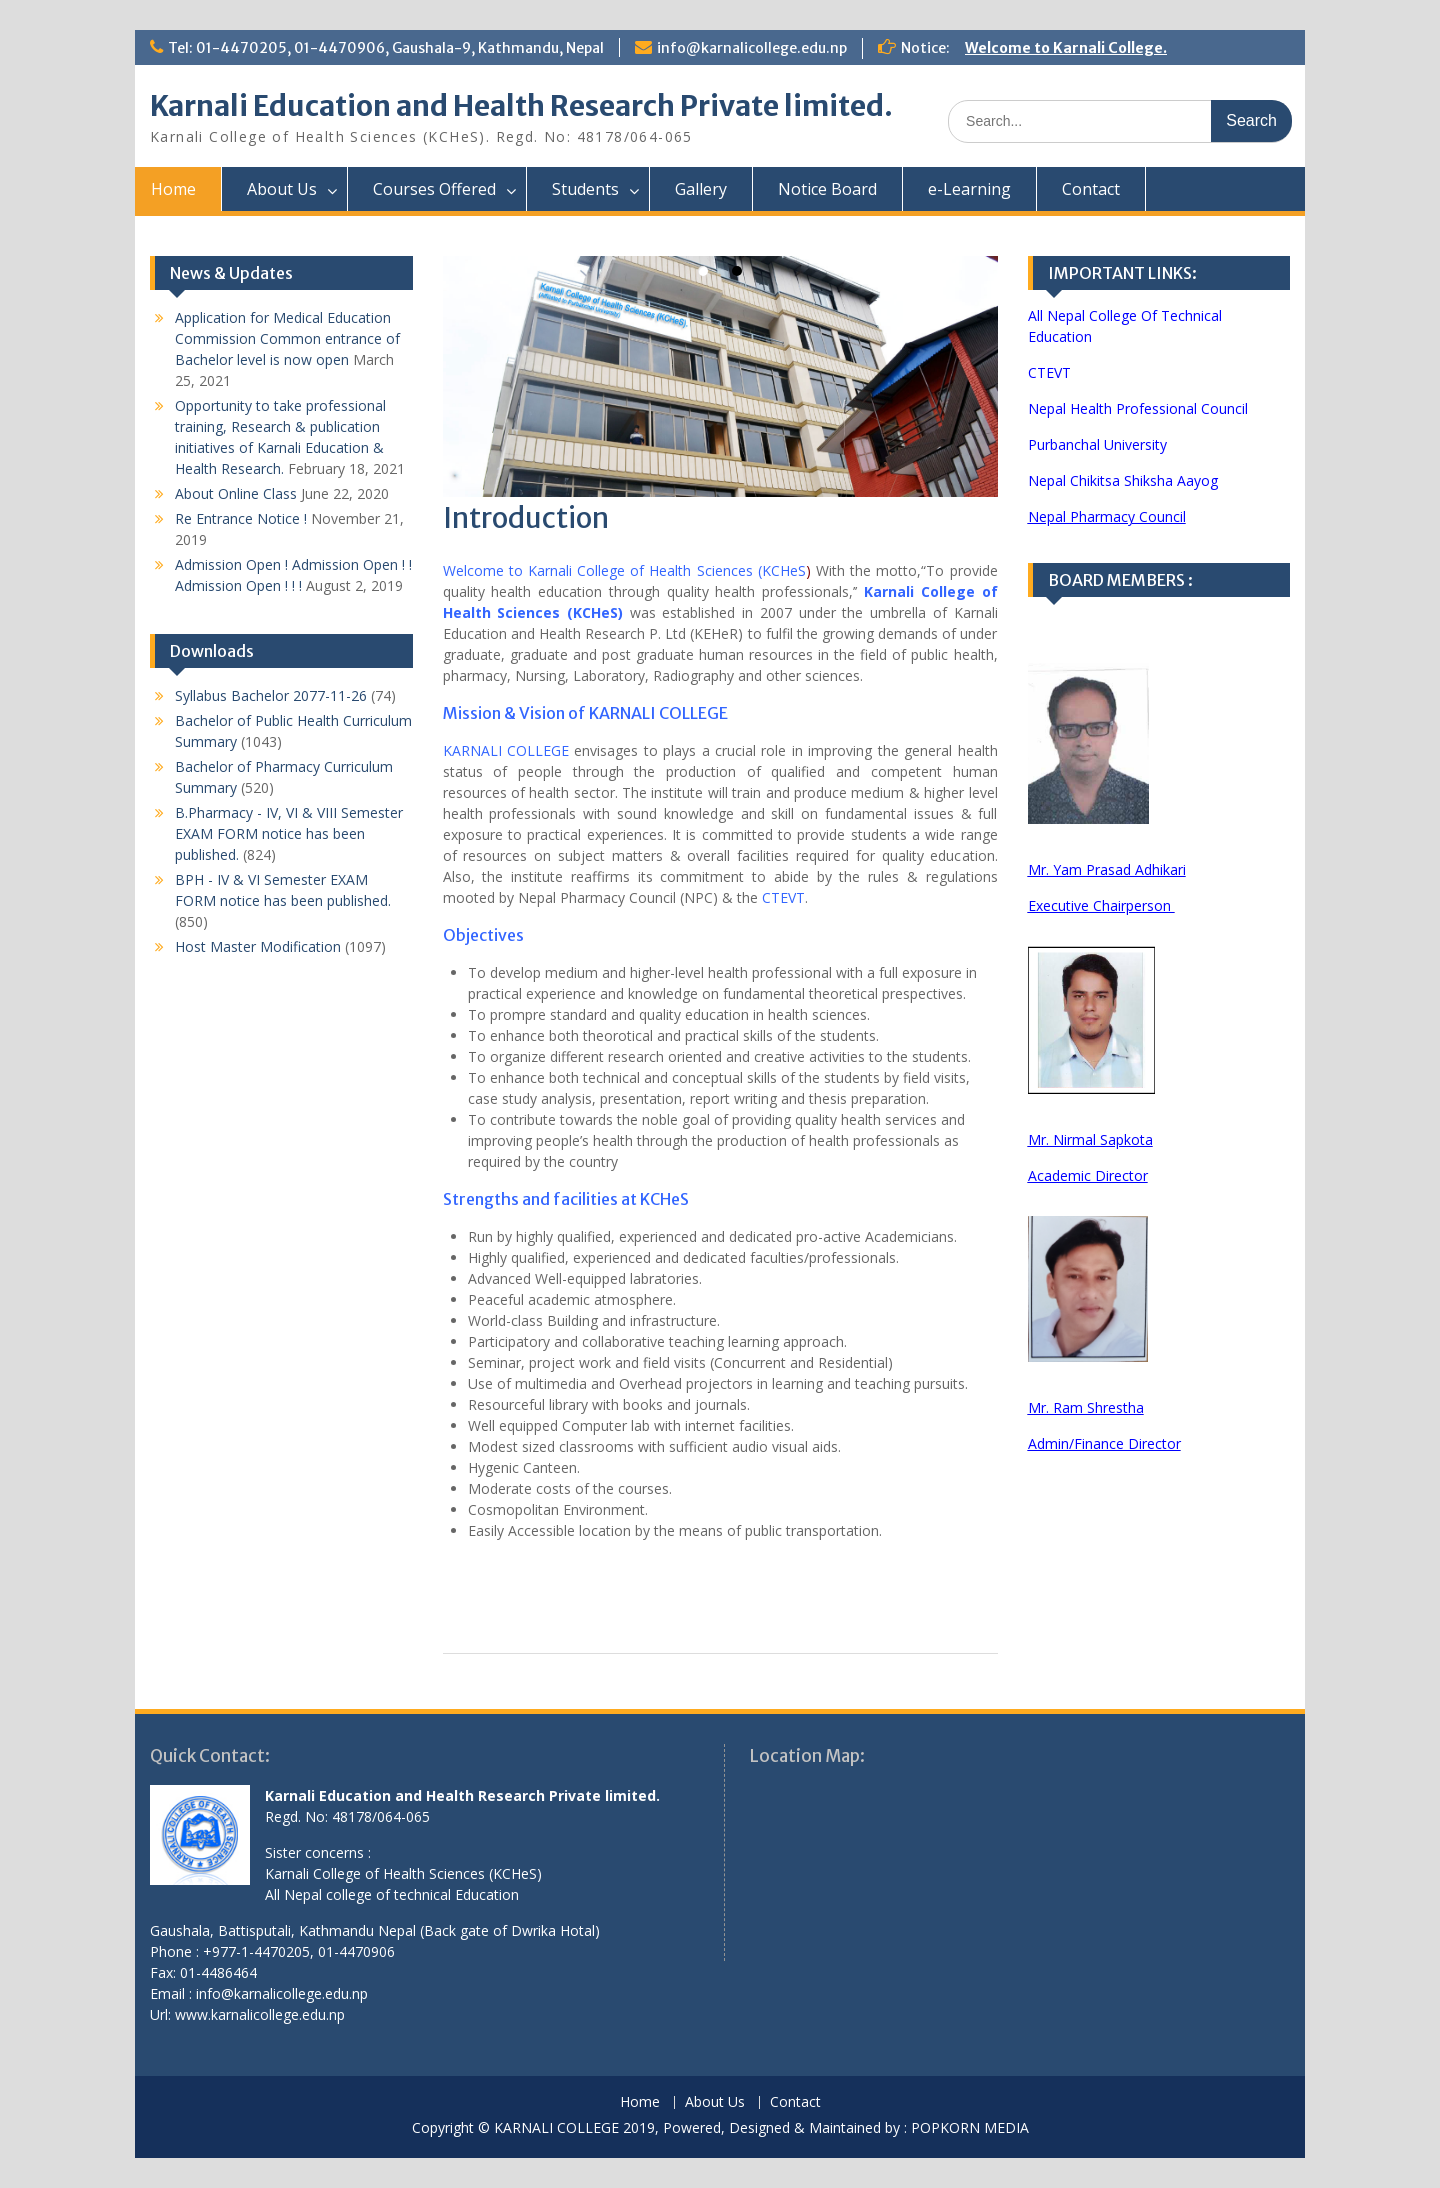 Tel: 01-4470205, 01-4470906, Gaushala-9, Kathmandu, Nepal
info@karnalicollege.edu.np
Notice: Welcome to Karnali College.
Karnali Education and Health Research Private limited.
Karnali College of Health Sciences (KCHeS). Regd. No: 48178/064-065
Search...
Search
Home
About Us
Courses Offered
Students
Gallery
Notice Board
e-Learning
Contact
News & Updates
Application for Medical Education
Commission Common entrance of
Bachelor level is now open March
25, 2021
Opportunity to take professional
training, Research & publication
initiatives of Karnali Education &
Health Research. February 18, 2021
About Online Class June 22, 2020
Re Entrance Notice ! November 21,
2019
Admission Open ! Admission Open ! !
Admission Open ! ! ! August 2, 2019
Downloads
Syllabus Bachelor 2077-11-26 (74)
Bachelor of Public Health Curriculum
Summary (1043)
Bachelor of Pharmacy Curriculum
Summary (520)
B.Pharmacy - IV, VI & VIII Semester
EXAM FORM notice has been
published. (824)
BPH - IV & VI Semester EXAM
FORM notice has been published.
(850)
Host Master Modification (1097)
Karnali College of Health Sciences (KCHeS)
(Affiliated to Purbanchal University)
Introduction
Welcome to Karnali College of Health Sciences (KCHeS) With the motto,“To provide
quality health education through quality health professionals,” Karnali College of
Health Sciences (KCHeS) was established in 2007 under the umbrella of Karnali
Education and Health Research P. Ltd (KEHeR) to fulfil the growing demands of under
graduate, graduate and post graduate human resources in the field of public health,
pharmacy, Nursing, Laboratory, Radiography and other sciences.
Mission & Vision of KARNALI COLLEGE
KARNALI COLLEGE envisages to plays a crucial role in improving the general health
status of people through the production of qualified and competent human
resources of health sector. The institute will train and produce medium & higher level
health professionals with sound knowledge and skill on fundamental issues & full
exposure to practical experiences. It is committed to provide students a wide range
of resources on subject matters & overall facilities required for quality education.
Also, the institute reaffirms its commitment to abide by the rules & regulations
mooted by Nepal Pharmacy Council (NPC) & the CTEVT.
Objectives
To develop medium and higher-level health professional with a full exposure in
practical experience and knowledge on fundamental theoretical prespectives.
To prompre standard and quality education in health sciences.
To enhance both theorotical and practical skills of the students.
To organize different research oriented and creative activities to the students.
To enhance both technical and conceptual skills of the students by field visits,
case study analysis, presentation, report writing and thesis preparation.
To contribute towards the noble goal of providing quality health services and
improving people’s health through the production of health professionals as
required by the country
Strengths and facilities at KCHeS
Run by highly qualified, experienced and dedicated pro-active Academicians.
Highly qualified, experienced and dedicated faculties/professionals.
Advanced Well-equipped labratories.
Peaceful academic atmosphere.
World-class Building and infrastructure.
Participatory and collaborative teaching learning approach.
Seminar, project work and field visits (Concurrent and Residential)
Use of multimedia and Overhead projectors in learning and teaching pursuits.
Resourceful library with books and journals.
Well equipped Computer lab with internet facilities.
Modest sized classrooms with sufficient audio visual aids.
Hygenic Canteen.
Moderate costs of the courses.
Cosmopolitan Environment.
Easily Accessible location by the means of public transportation.
IMPORTANT LINKS:
All Nepal College Of Technical
Education
CTEVT
Nepal Health Professional Council
Purbanchal University
Nepal Chikitsa Shiksha Aayog
Nepal Pharmacy Council
BOARD MEMBERS :
Mr. Yam Prasad Adhikari
Executive Chairperson
Mr. Nirmal Sapkota
Academic Director
Mr. Ram Shrestha
Admin/Finance Director
Quick Contact:
KARNALI COLLEGE OF HEALTH SCIENCE
Karnali Education and Health Research Private limited.
Regd. No: 48178/064-065
Sister concerns :
Karnali College of Health Sciences (KCHeS)
All Nepal college of technical Education
Gaushala, Battisputali, Kathmandu Nepal (Back gate of Dwrika Hotal)
Phone : +977-1-4470205, 01-4470906
Fax: 01-4486464
Email : info@karnalicollege.edu.np
Url: www.karnalicollege.edu.np
Location Map:
Home
About Us
Contact
Copyright © KARNALI COLLEGE 2019, Powered, Designed & Maintained by : POPKORN MEDIA